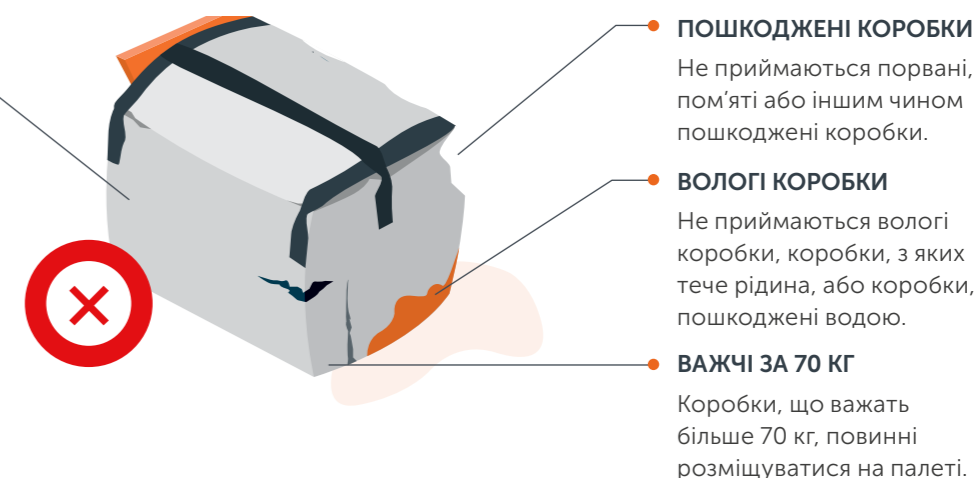 ПОШКОДЖЕНІ КОРОБКИ
Не приймаються порвані,
пом’яті або іншим чином
пошкоджені коробки.
ВОЛОГІ КОРОБКИ
Не приймаються вологі
коробки, коробки, з яких
тече рідина, або коробки,
пошкоджені водою.
ВАЖЧІ ЗА 70 КГ
Коробки, що важать
більше 70 кг, повинні
розміщуватися на палеті.